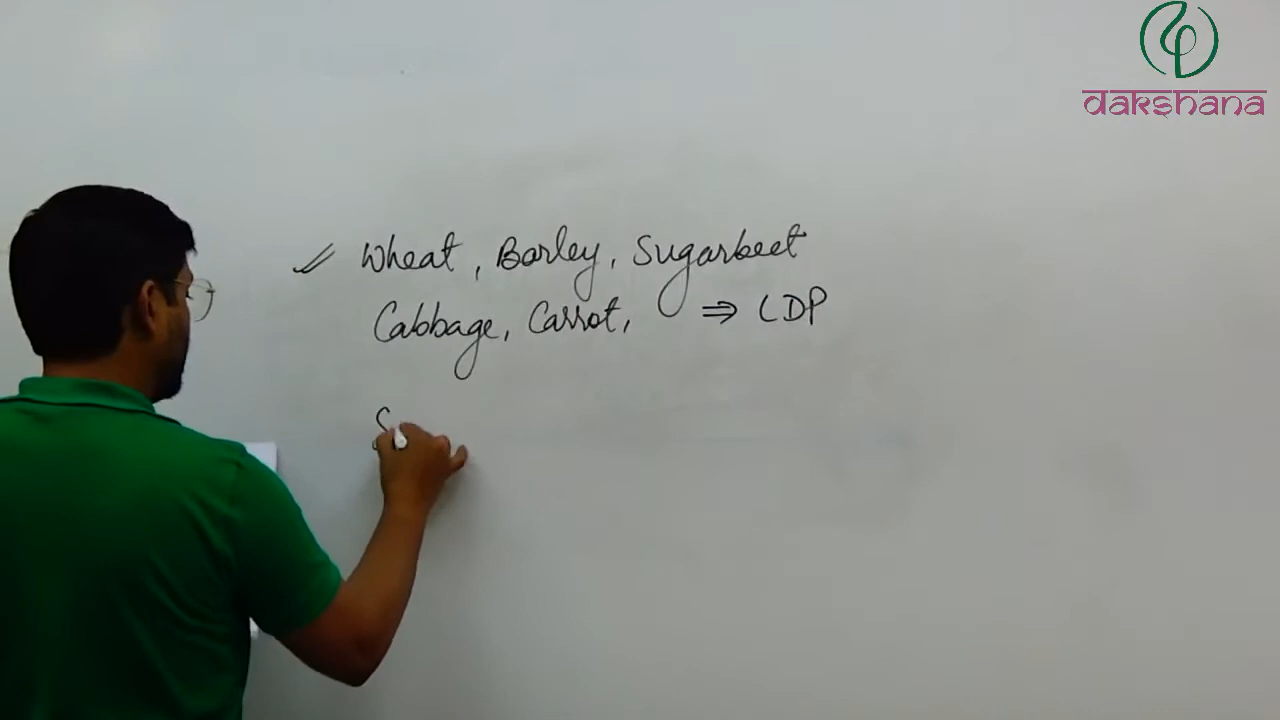 dakshana
Wheat, Barley, Sugarbeet
Cabbage, Carrot, ⇒ LDP
S